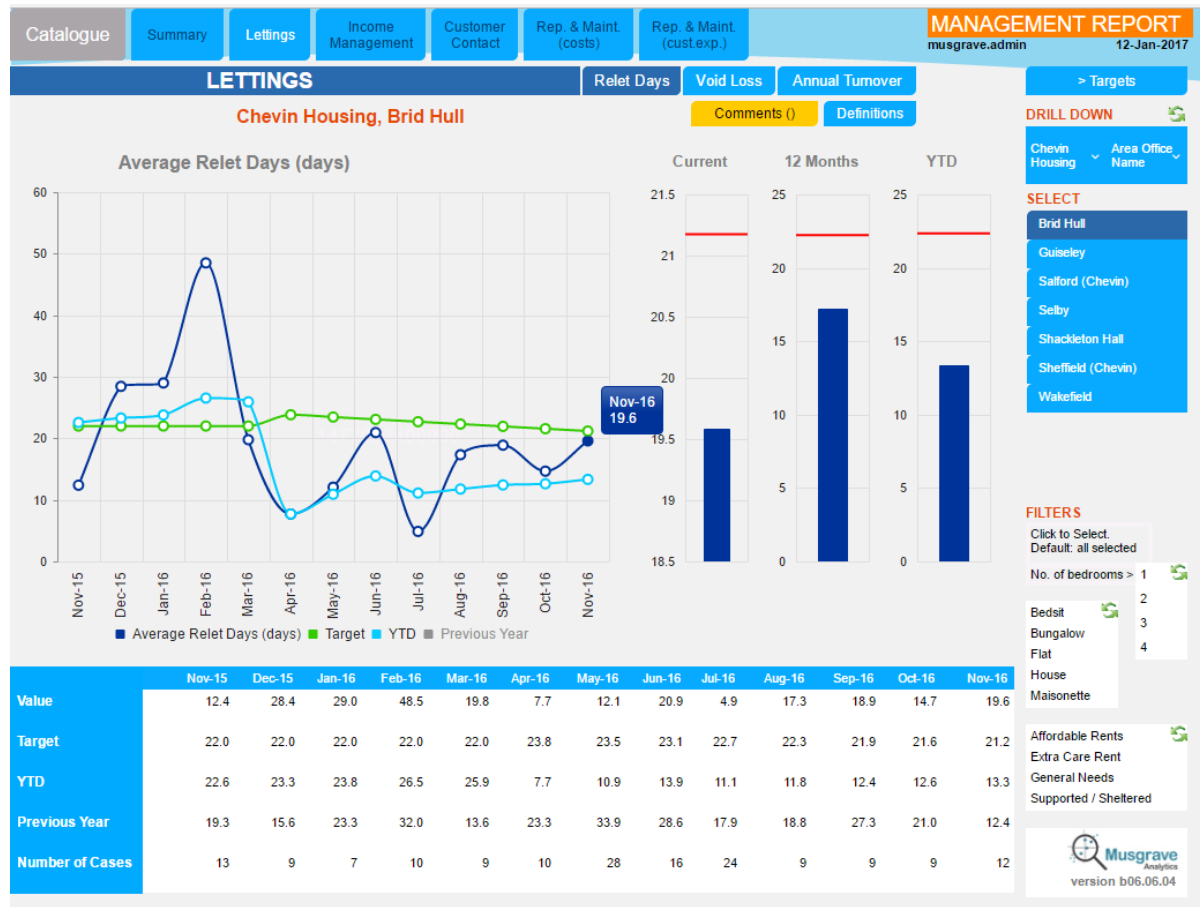 Catalogue
Summary
Lettings
Income
Management
Customer
Contact
Rep. & Maint.
(costs)
Rep. & Maint.
(cust.exp.)
MANAGEMENT REPORT
musgrave.admin 12-Jan-2017
LETTINGS
Relet Days
Void Loss
Annual Turnover
> Targets
Chevin Housing, Brid Hull
Comments ()
Definitions
DRILL DOWN
Chevin
Housing
Area Office
Name
SELECT
Brid Hull
Guiseley
Salford (Chevin)
Selby
Shackleton Hall
Sheffield (Chevin)
Wakefield
Average Relet Days (days)
60
50
40
30
20
10
0
Nov-15
Dec-15
Jan-16
Feb-16
Mar-16
Apr-16
May-16
Jun-16
Jul-16
Aug-16
Sep-16
Oct-16
Nov-16
Nov-16
19.6
Average Relet Days (days) Target YTD Previous Year
Current
21.5
21
20.5
20
19.5
19
18.5
12 Months
25
20
15
10
5
0
YTD
25
20
15
10
5
0
FILTERS
Click to Select.
Default: all selected
No. of bedrooms > 1
2
3
4
Bedsit
Bungalow
Flat
House
Maisonette
Affordable Rents
Extra Care Rent
General Needs
Supported / Sheltered
Nov-15 Dec-15 Jan-16 Feb-16 Mar-16 Apr-16 May-16 Jun-16 Jul-16 Aug-16 Sep-16 Oct-16 Nov-16
Value 12.4 28.4 29.0 48.5 19.8 7.7 12.1 20.9 4.9 17.3 18.9 14.7 19.6
Target 22.0 22.0 22.0 22.0 22.0 23.8 23.5 23.1 22.7 22.3 21.9 21.6 21.2
YTD 22.6 23.3 23.8 26.5 25.9 7.7 10.9 13.9 11.1 11.8 12.4 12.6 13.3
Previous Year 19.3 15.6 23.3 32.0 13.6 23.3 33.9 28.6 17.9 18.8 27.3 21.0 12.4
Number of Cases 13 9 7 10 9 10 28 16 24 9 9 9 12
Musgrave
Analytics
version b06.06.04